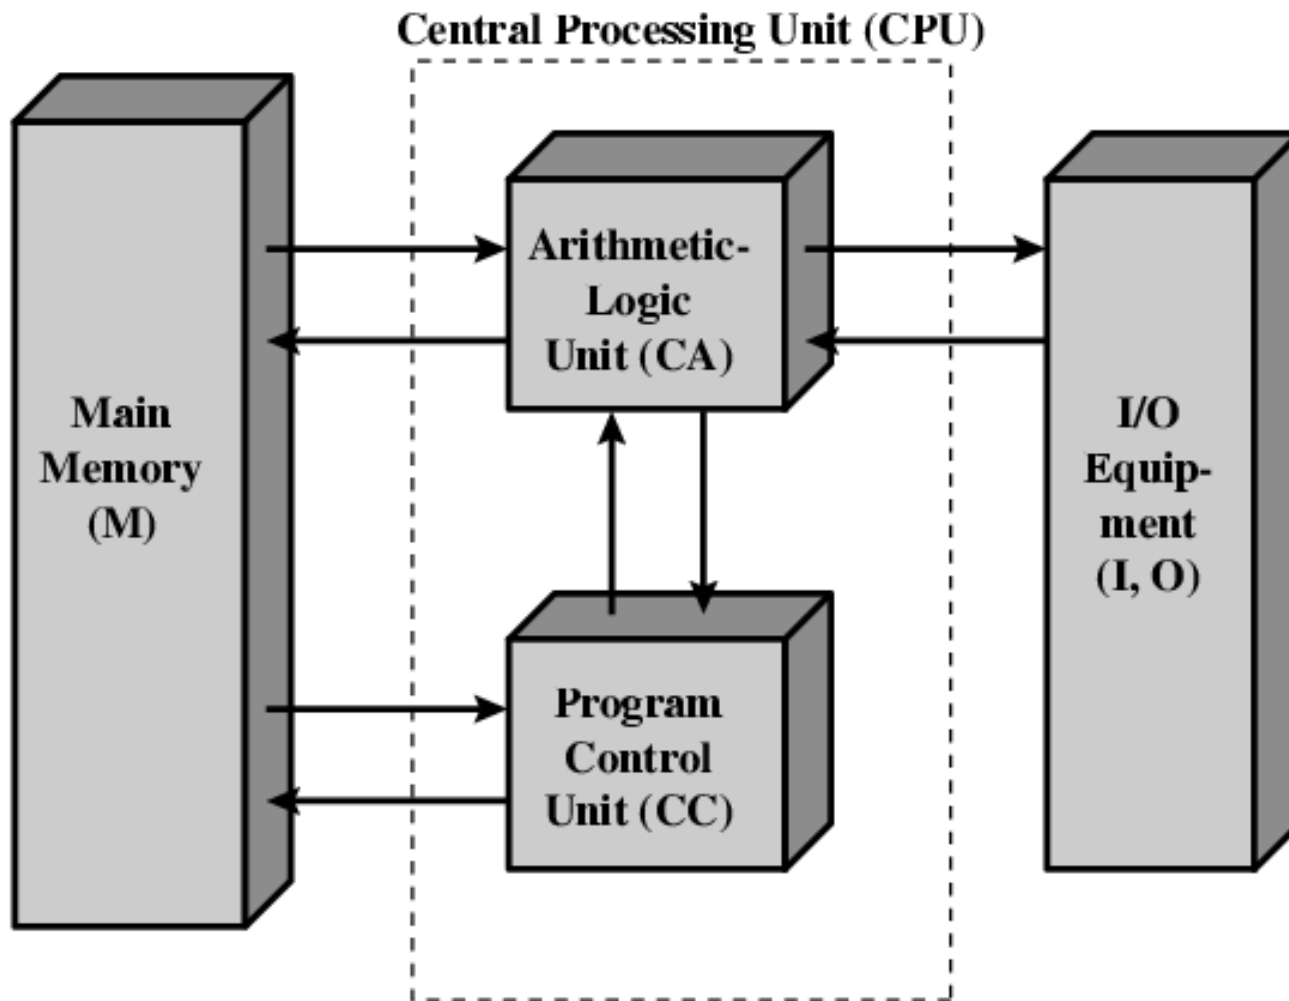 Central Processing Unit (CPU)
Main
Memory
(M)
Arithmetic-
Logic
Unit (CA)
Program
Control
Unit (CC)
I/O
Equip-
ment
(I, O)